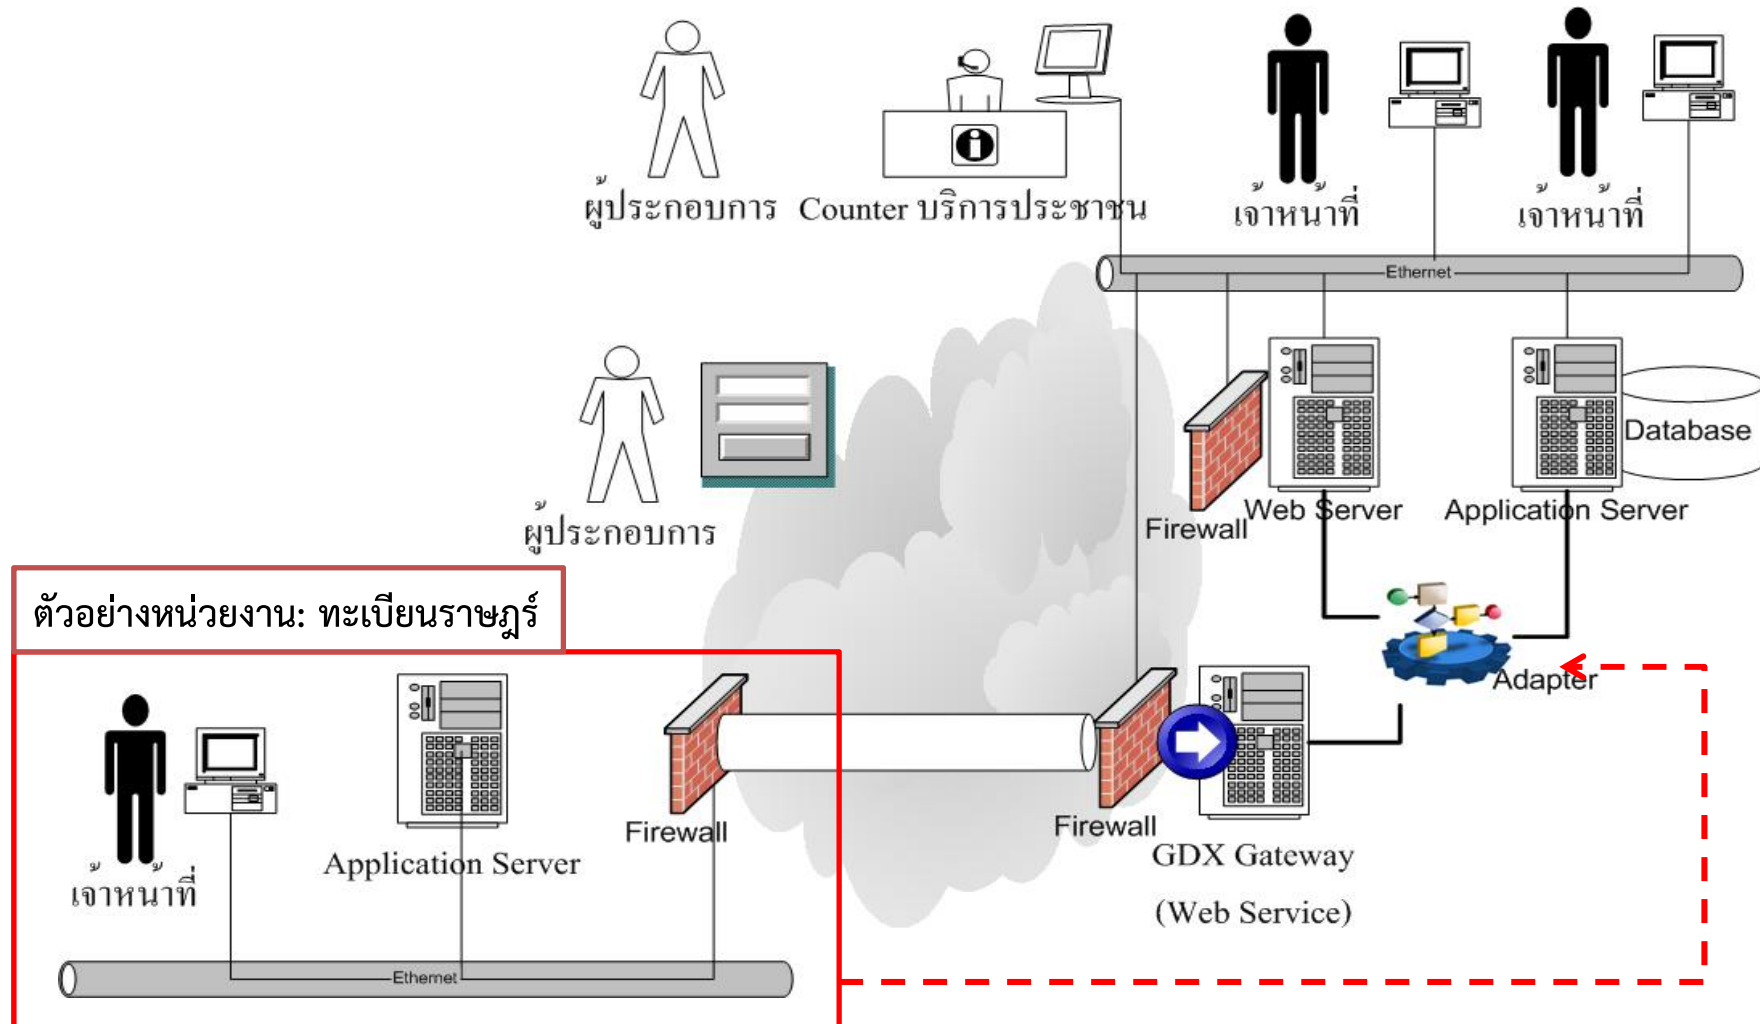 ผู้ประกอบการ
Counter บริการประชาชน
เจ้าหน้าที่
เจ้าหน้าที่
Ethernet
Database
Firewall
Web Server
Application Server
ผู้ประกอบการ
ตัวอย่างหน่วยงาน: ทะเบียนราษฎร์
Adapter
Firewall
Firewall
Application Server
เจ้าหน้าที่
GDX Gateway
(Web Service)
Ethernet